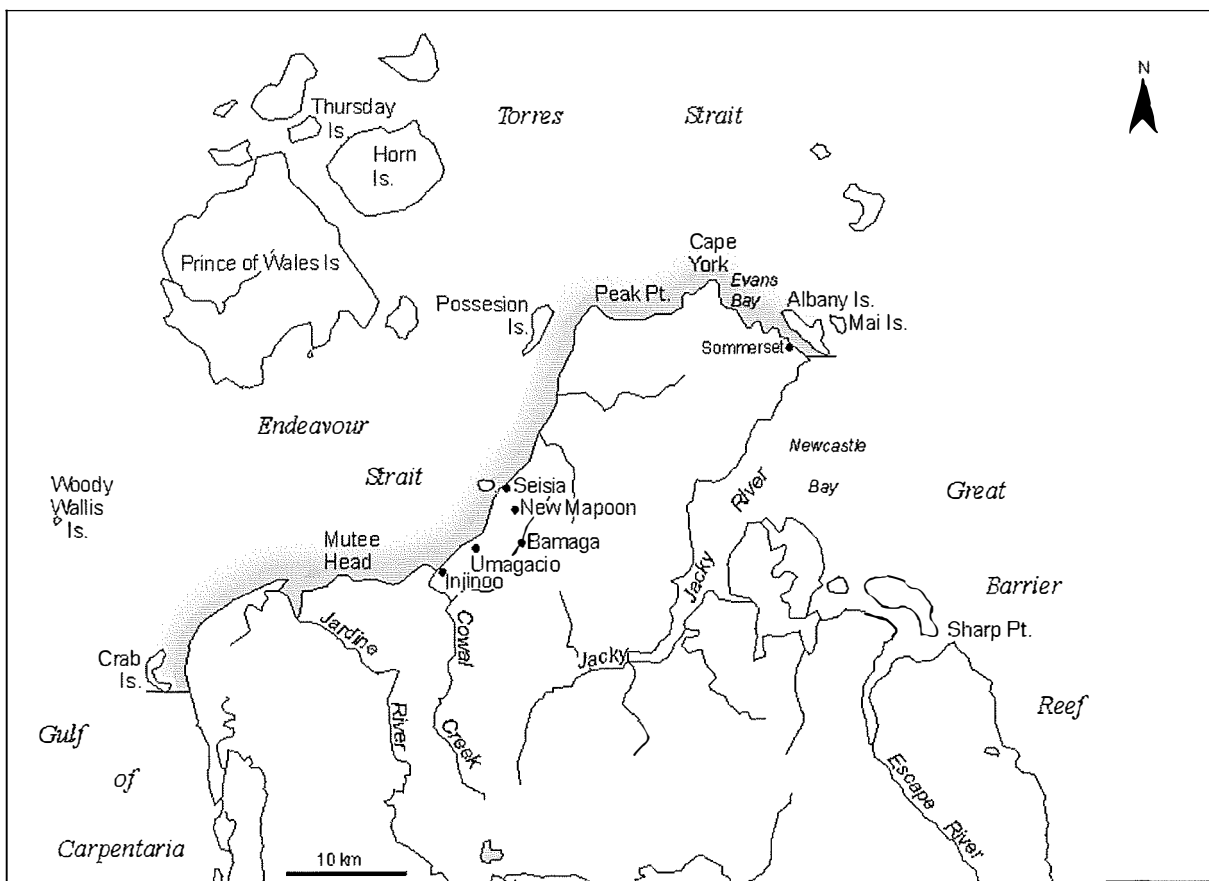 N
Thursday
Is.
Torres Strait
Horn
Is.
Prince of Wales Is
Cape
York
Evans
Bay
Peak Pt.
Possesion
Is.
Albany Is.
Mai Is.
Sommerset
Endeavour
Strait
Newcastle
Bay
Woody
Wallis
Is.
Seisia
New Mapoon
Bamaga
Umagacio
Injinoo
Mutee
Head
Great
Barrier
Reef
Jacky
Jacky
River
Jardine
River
Cowal
Creek
Sharp Pt.
Crab
Is.
Gulf
of
Carpentaria
Escape
River
10 km